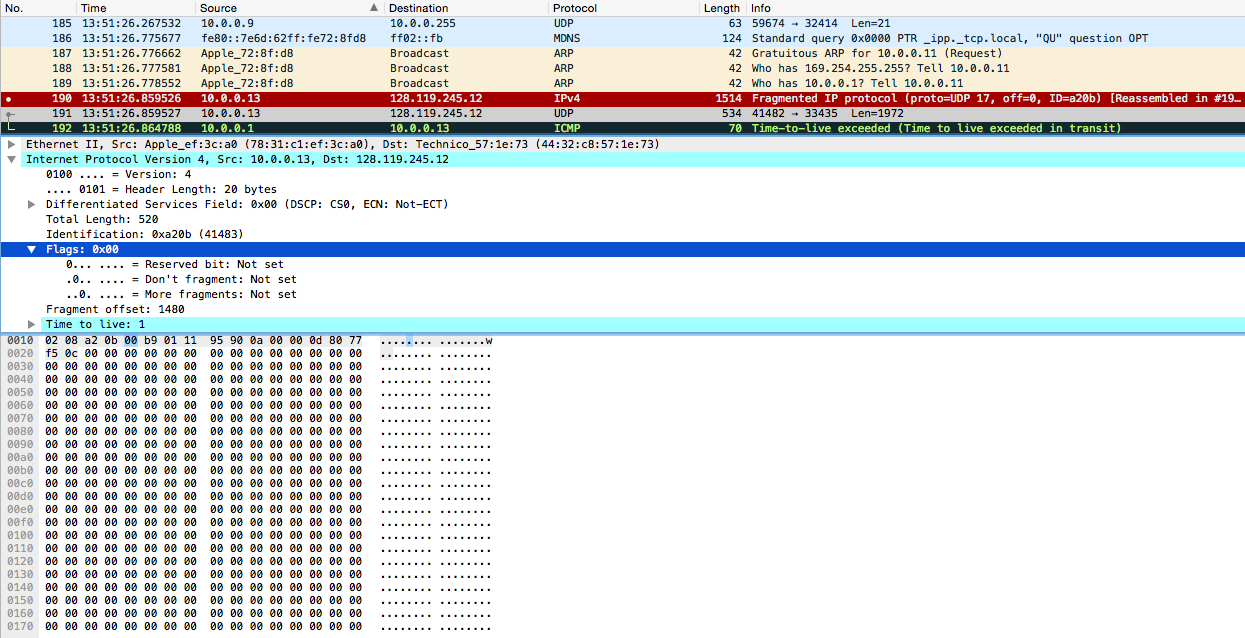 No. Time Source Destination Protocol Length Info
185 13:51:26.267532 10.0.0.9 10.0.0.255 UDP 63 59674 → 32414 Len=21
186 13:51:26.775677 fe80::7e6d:62ff:fe72:8fd8 ff02::fb MDNS 124 Standard query 0x0000 PTR _ipp._tcp.local, "QU" question OPT
187 13:51:26.776662 Apple_72:8f:d8 Broadcast ARP 42 Gratuitous ARP for 10.0.0.11 (Request)
188 13:51:26.777581 Apple_72:8f:d8 Broadcast ARP 42 Who has 169.254.255.255? Tell 10.0.0.11
189 13:51:26.778552 Apple_72:8f:d8 Broadcast ARP 42 Who has 10.0.0.1? Tell 10.0.0.11
190 13:51:26.859526 10.0.0.13 128.119.245.12 IPv4 1514 Fragmented IP protocol (proto=UDP 17, off=0, ID=a20b) [Reassembled in #19…
191 13:51:26.859527 10.0.0.13 128.119.245.12 UDP 534 41482 → 33435 Len=1972
192 13:51:26.864788 10.0.0.1 10.0.0.13 ICMP 70 Time-to-live exceeded (Time to live exceeded in transit)
Ethernet II, Src: Apple_ef:3c:a0 (78:31:c1:ef:3c:a0), Dst: Technico_57:1e:73 (44:32:c8:57:1e:73)
Internet Protocol Version 4, Src: 10.0.0.13, Dst: 128.119.245.12
0100 .... = Version: 4
.... 0101 = Header Length: 20 bytes
Differentiated Services Field: 0x00 (DSCP: CS0, ECN: Not-ECT)
Total Length: 520
Identification: 0xa20b (41483)
Flags: 0x00
0... .... = Reserved bit: Not set
.0.. .... = Don't fragment: Not set
..0. .... = More fragments: Not set
Fragment offset: 1480
Time to live: 1
0010 02 08 a2 0b 00 b9 01 11 95 90 0a 00 00 0d 80 77 ........ .......w
0020 f5 0c 00 00 00 00 00 00 00 00 00 00 00 00 00 00 ........ ........
0030 00 00 00 00 00 00 00 00 00 00 00 00 00 00 00 00 ........ ........
0040 00 00 00 00 00 00 00 00 00 00 00 00 00 00 00 00 ........ ........
0050 00 00 00 00 00 00 00 00 00 00 00 00 00 00 00 00 ........ ........
0060 00 00 00 00 00 00 00 00 00 00 00 00 00 00 00 00 ........ ........
0070 00 00 00 00 00 00 00 00 00 00 00 00 00 00 00 00 ........ ........
0080 00 00 00 00 00 00 00 00 00 00 00 00 00 00 00 00 ........ ........
0090 00 00 00 00 00 00 00 00 00 00 00 00 00 00 00 00 ........ ........
00a0 00 00 00 00 00 00 00 00 00 00 00 00 00 00 00 00 ........ ........
00b0 00 00 00 00 00 00 00 00 00 00 00 00 00 00 00 00 ........ ........
00c0 00 00 00 00 00 00 00 00 00 00 00 00 00 00 00 00 ........ ........
00d0 00 00 00 00 00 00 00 00 00 00 00 00 00 00 00 00 ........ ........
00e0 00 00 00 00 00 00 00 00 00 00 00 00 00 00 00 00 ........ ........
00f0 00 00 00 00 00 00 00 00 00 00 00 00 00 00 00 00 ........ ........
0100 00 00 00 00 00 00 00 00 00 00 00 00 00 00 00 00 ........ ........
0110 00 00 00 00 00 00 00 00 00 00 00 00 00 00 00 00 ........ ........
0120 00 00 00 00 00 00 00 00 00 00 00 00 00 00 00 00 ........ ........
0130 00 00 00 00 00 00 00 00 00 00 00 00 00 00 00 00 ........ ........
0140 00 00 00 00 00 00 00 00 00 00 00 00 00 00 00 00 ........ ........
0150 00 00 00 00 00 00 00 00 00 00 00 00 00 00 00 00 ........ ........
0160 00 00 00 00 00 00 00 00 00 00 00 00 00 00 00 00 ........ ........
0170 00 00 00 00 00 00 00 00 00 00 00 00 00 00 00 00 ........ ........